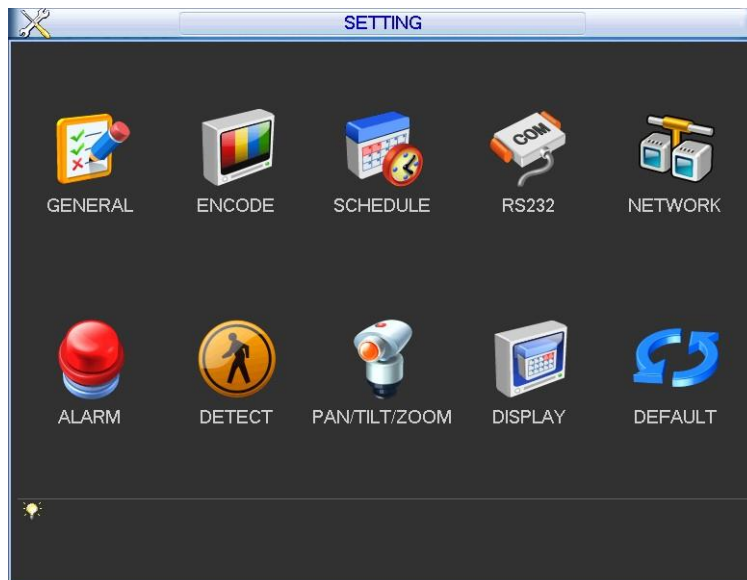 SETTING
COM
GENERAL ENCODE SCHEDULE RS232 NETWORK
ALARM DETECT PAN/TILT/ZOOM DISPLAY DEFAULT